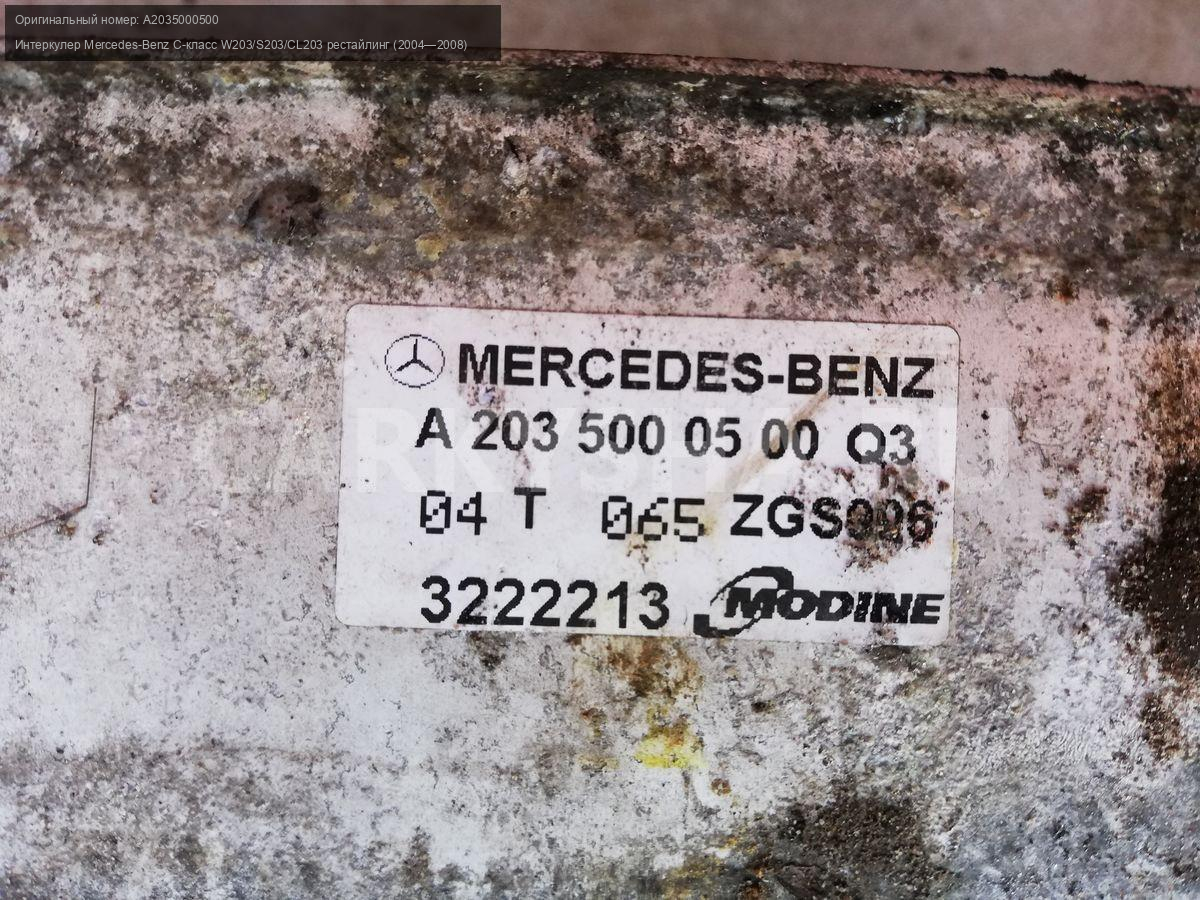 Оригинальный номер: A2035000500
Интеркулер Mercedes-Benz C-класс W203/S203/CL203 рестайлинг (2004—2008)
MERCEDES-BENZ
A 203 500 05 00 Q3
04 T 065 ZGS006
3222213 MODINE